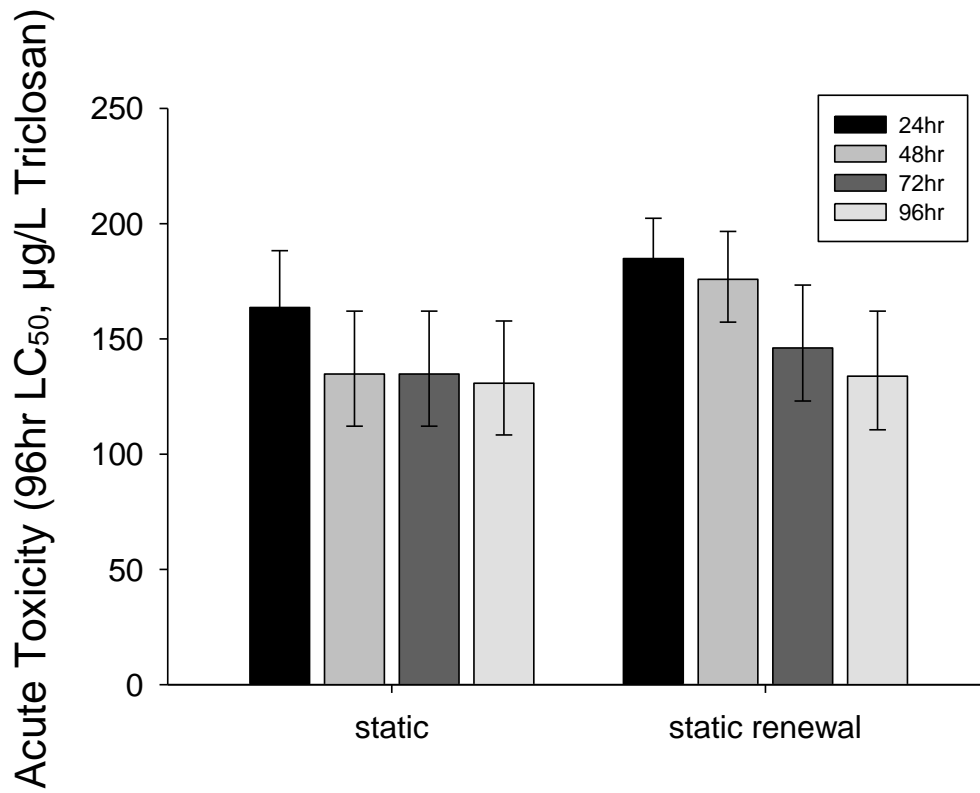 Acute Toxicity (96hr LC50, µg/L Triclosan)
250
200
150
100
50
0
24hr
48hr
72hr
96hr
static
static renewal